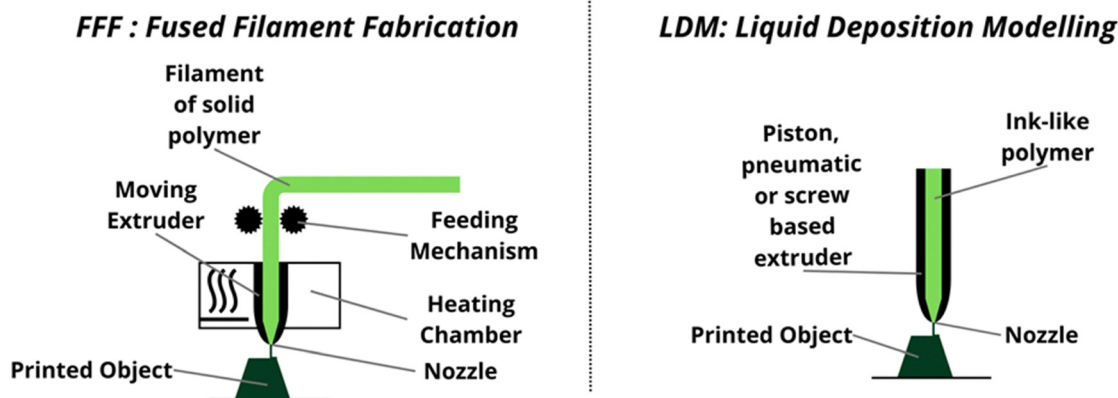 FFF : Fused Filament Fabrication
Filament
of solid
polymer
Moving
Extruder
Feeding
Mechanism
Heating
Chamber
Nozzle
Printed Object
LDM: Liquid Deposition Modelling
Piston,
pneumatic
or screw
based
extruder
Ink-like
polymer
Printed Object
Nozzle